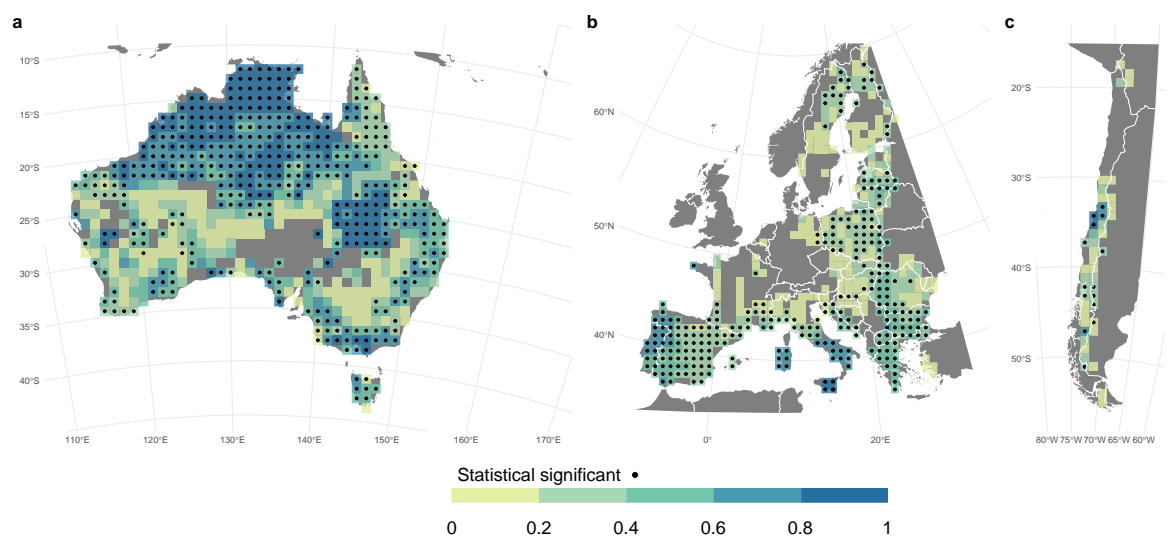 a
b
c
10°S
15°S
20°S
25°S
30°S
35°S
40°S
110°E
120°E
130°E
140°E
150°E
160°E
170°E
60°N
50°N
40°N
0°
20°E
20°S
30°S
40°S
50°S
80°W 75°W 70°W 65°W 60°W
Statistical significant
0 0.2 0.4 0.6 0.8 1